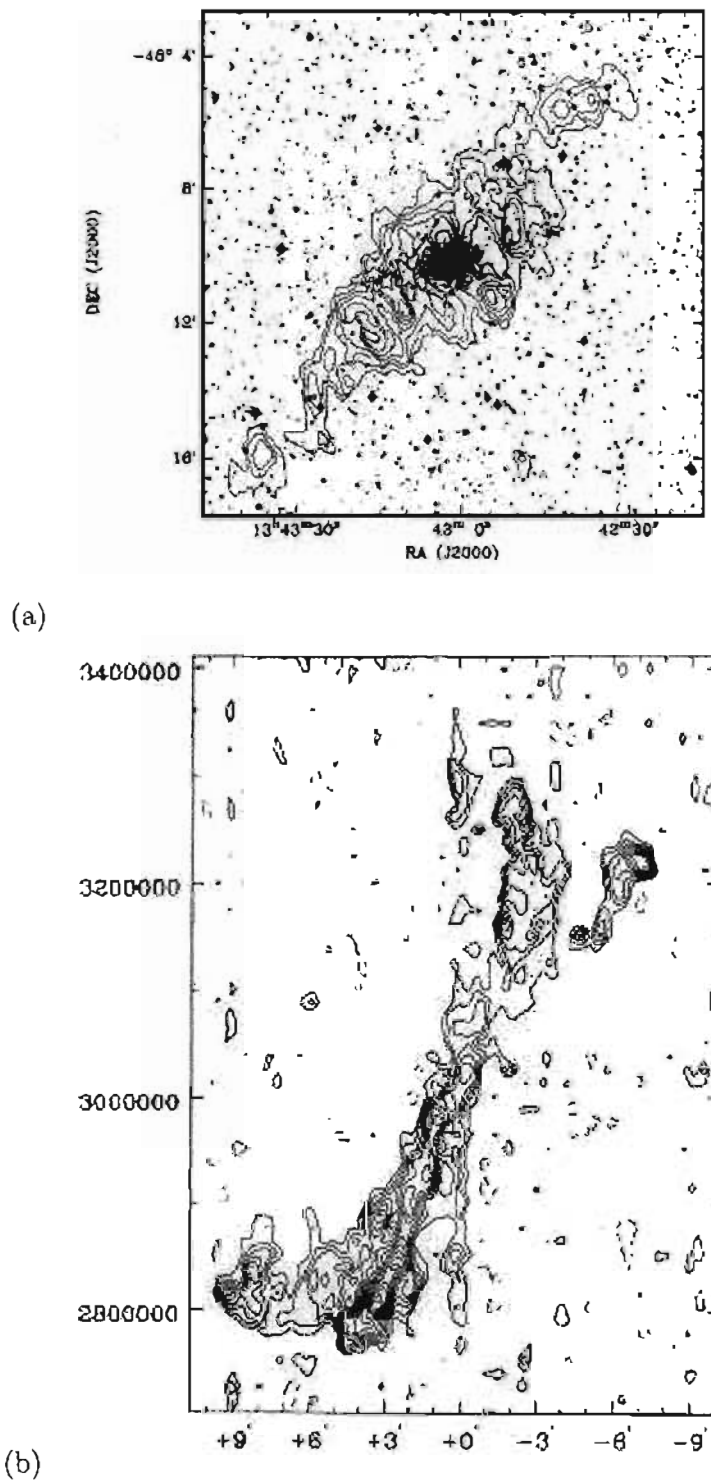 -48° 4'
8'
12'
16'
DEC (J2000)
13ʰ43ᵐ30ˢ 43ᵐ 0ˢ 42ᵐ30ˢ
RA (J2000)
(a)
3400000
3200000
3000000
2800000
+9' +6' +3' +0' -3' -6' -9'
(b)